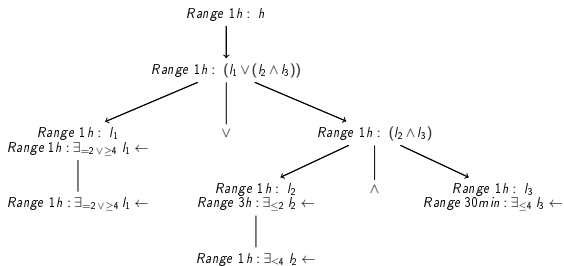 Range 1h: h
Range 1h: (l₁ ∨ (l₂ ∧ l₃))
Range 1h: l₁
Range 1h: ∃₌₂ ∨ ≥₄ l₁ ←
∨
Range 1h: (l₂ ∧ l₃)
Range 1h: ∃₌₂ ∨ ≥₄ l₁ ←
Range 1h: l₂
Range 3h: ∃≤₂ l₂ ←
∧
Range 1h: l₃
Range 30min: ∃≤₄ l₃ ←
Range 1h: ∃<₄ l₂ ←